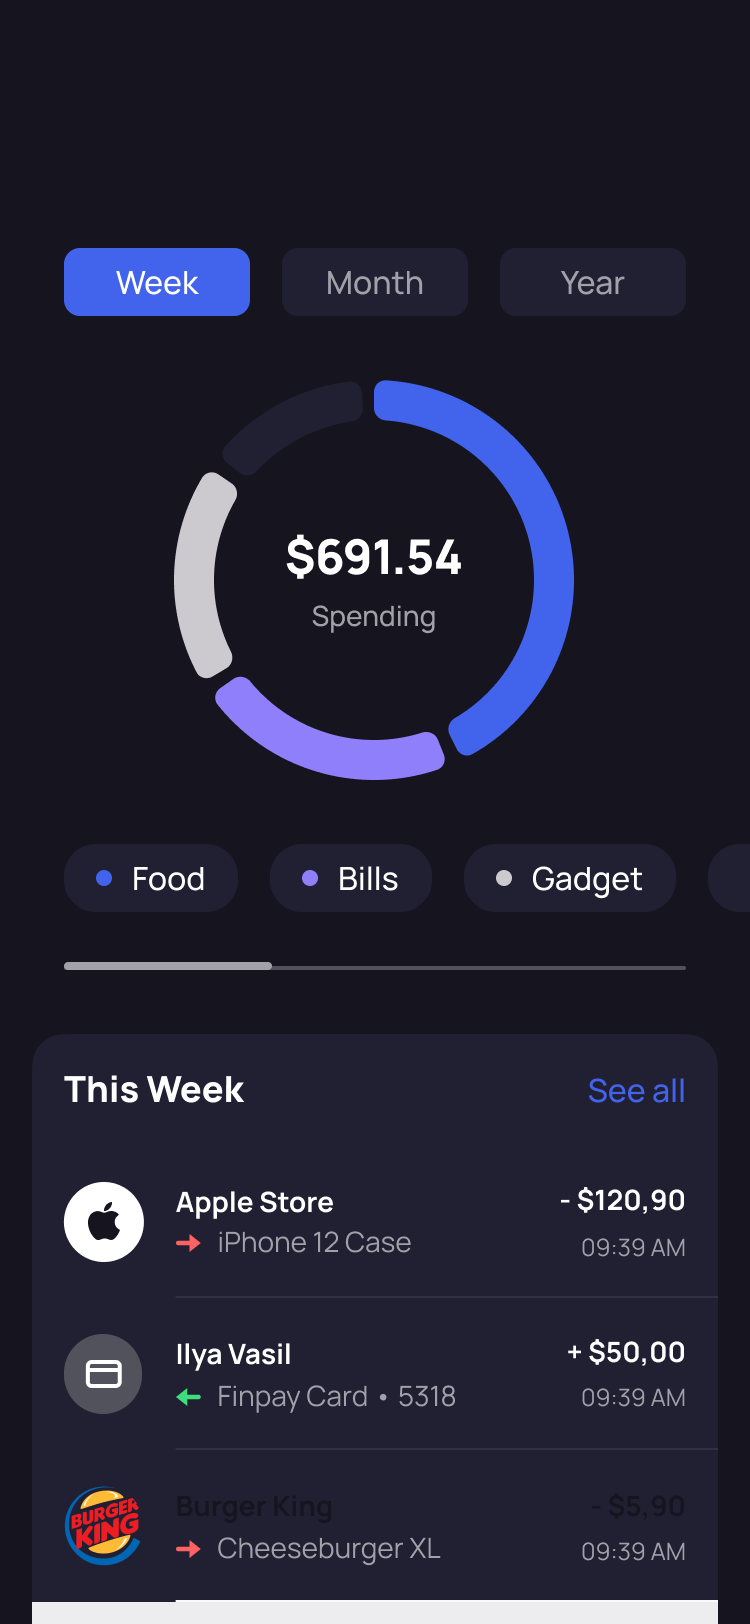 Week Month Year
$691.54
Spending
Food Bills Gadget
This Week See all
Apple Store - $120,90
iPhone 12 Case 09:39 AM
Ilya Vasil + $50,00
Finpay Card • 5318 09:39 AM
BURGER
KING
Burger King - $5,90
Cheeseburger XL 09:39 AM